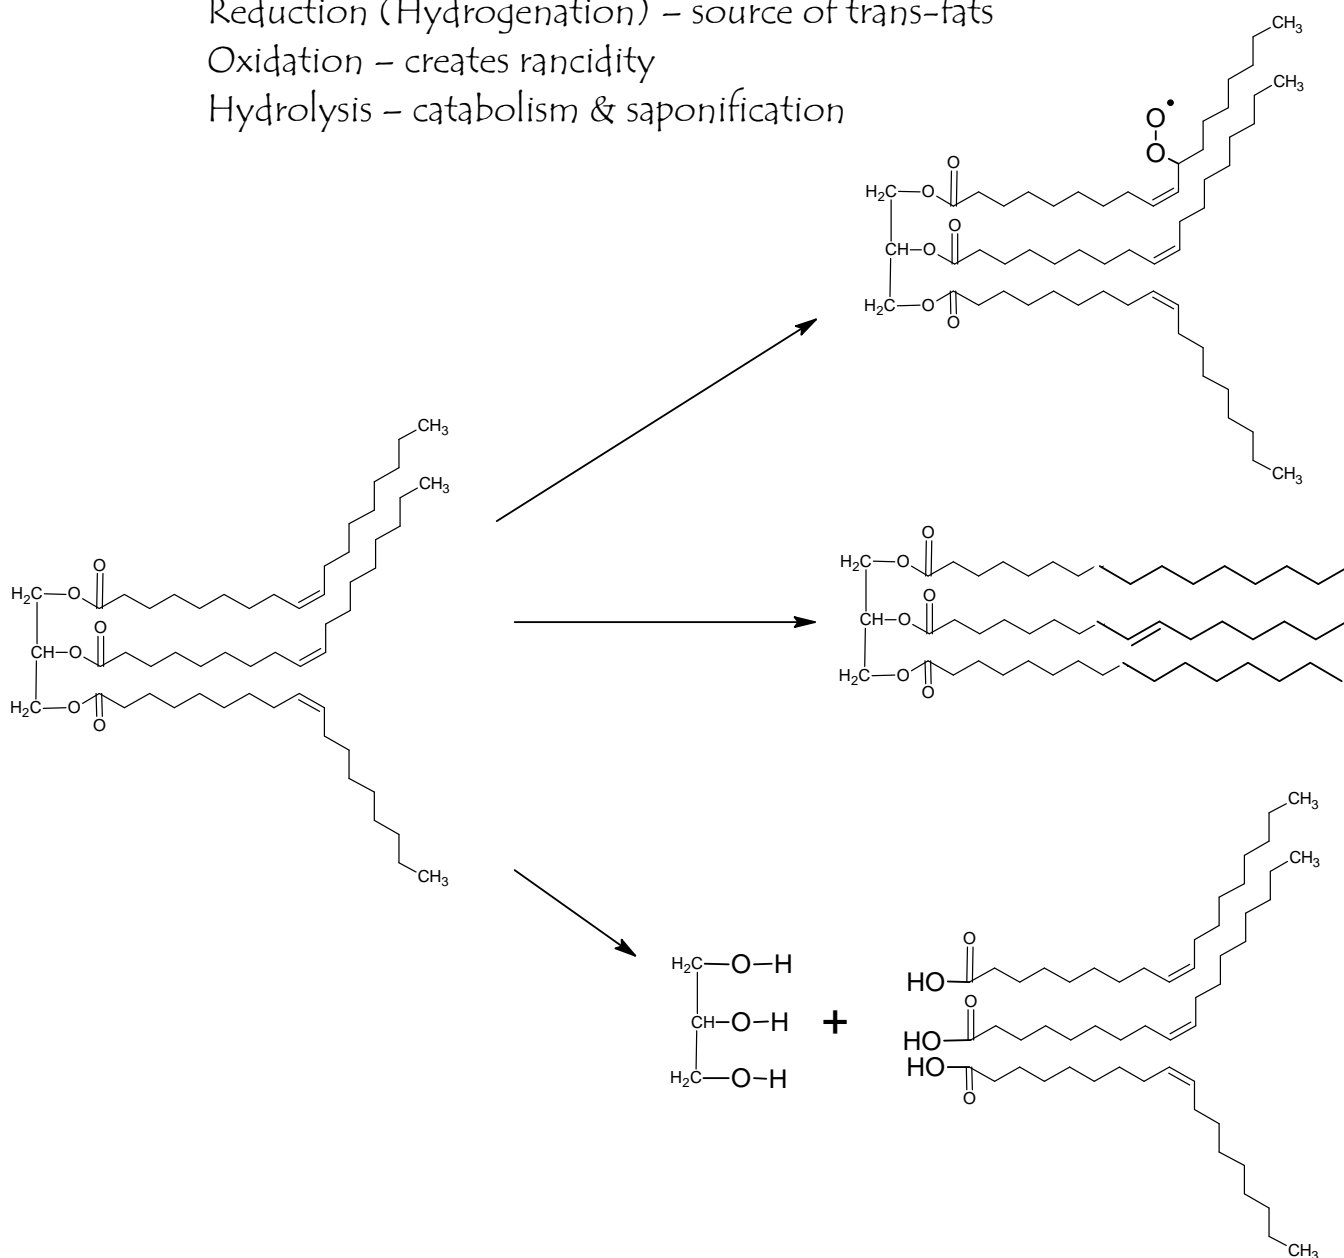 Reduction (Hydrogenation) – source of trans-fats
Oxidation – creates rancidity
Hydrolysis – catabolism & saponification
CH₃
CH₃
O•
O
O
H₂C—O
O
CH—O
H₂C—O
O
CH₃
CH₃
CH₃
O
H₂C—O
O
CH—O
H₂C—O
O
CH₃
O
H₂C—O
O
CH—O
H₂C—O
O
CH₃
CH₃
H₂C—O—H
CH—O—H
H₂C—O—H
+
O
HO
O
HO
HO
O
CH₃